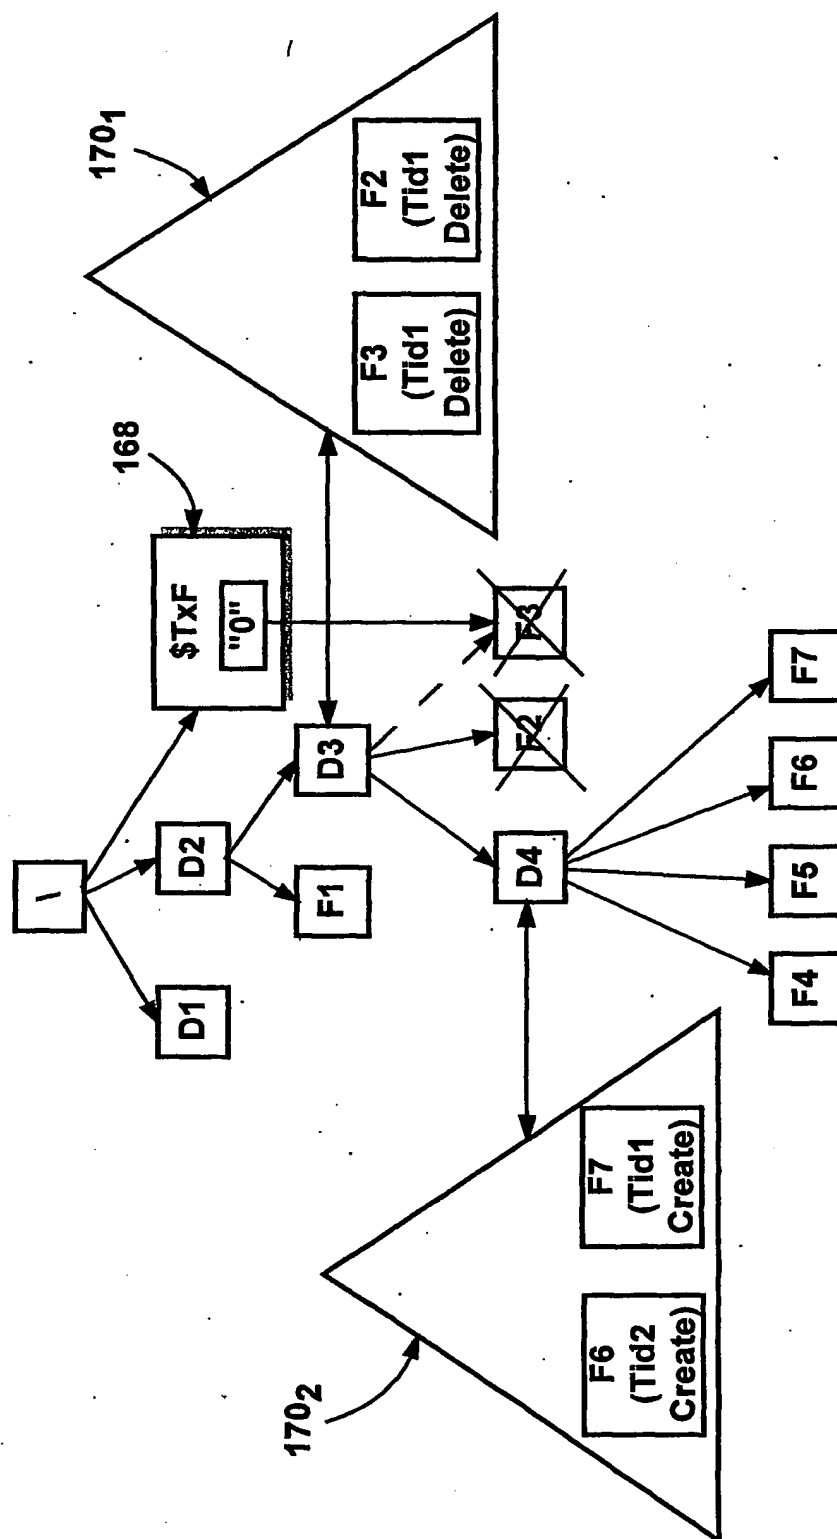 \
170₁
168
D1
D2
$TxF
"0"
170₂
F1
D3
F3
(Tid1
Delete)
F2
(Tid1
Delete)
D4
F2
F3
F6
(Tid2
Create)
F7
(Tid1
Create)
F4
F5
F6
F7